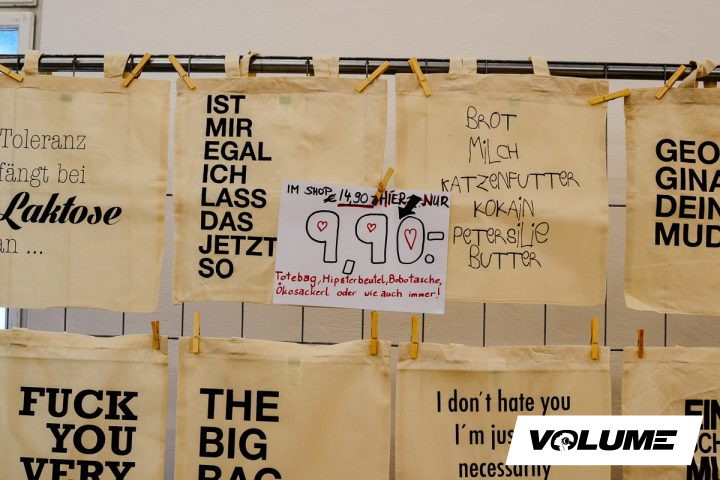 Toleranz
fängt bei
Laktose
an ...
IST
MIR
EGAL
ICH
LASS
DAS
JETZT
SO
IM SHOP € 14,90 HIER NUR
9,90:-
Totebag, Hipsterbeutel, Bobotasche,
Ökosackerl oder wie auch immer!
BROT
MiLCH
KATZENFUTTER
KOKAIN
PETERSILIE
BUTTER
GEO
GINA
DEIN
MUD
FUCK
YOU
VERY
THE
BIG
BAG
I don´t hate you
I´m
necessarily
VOLUME